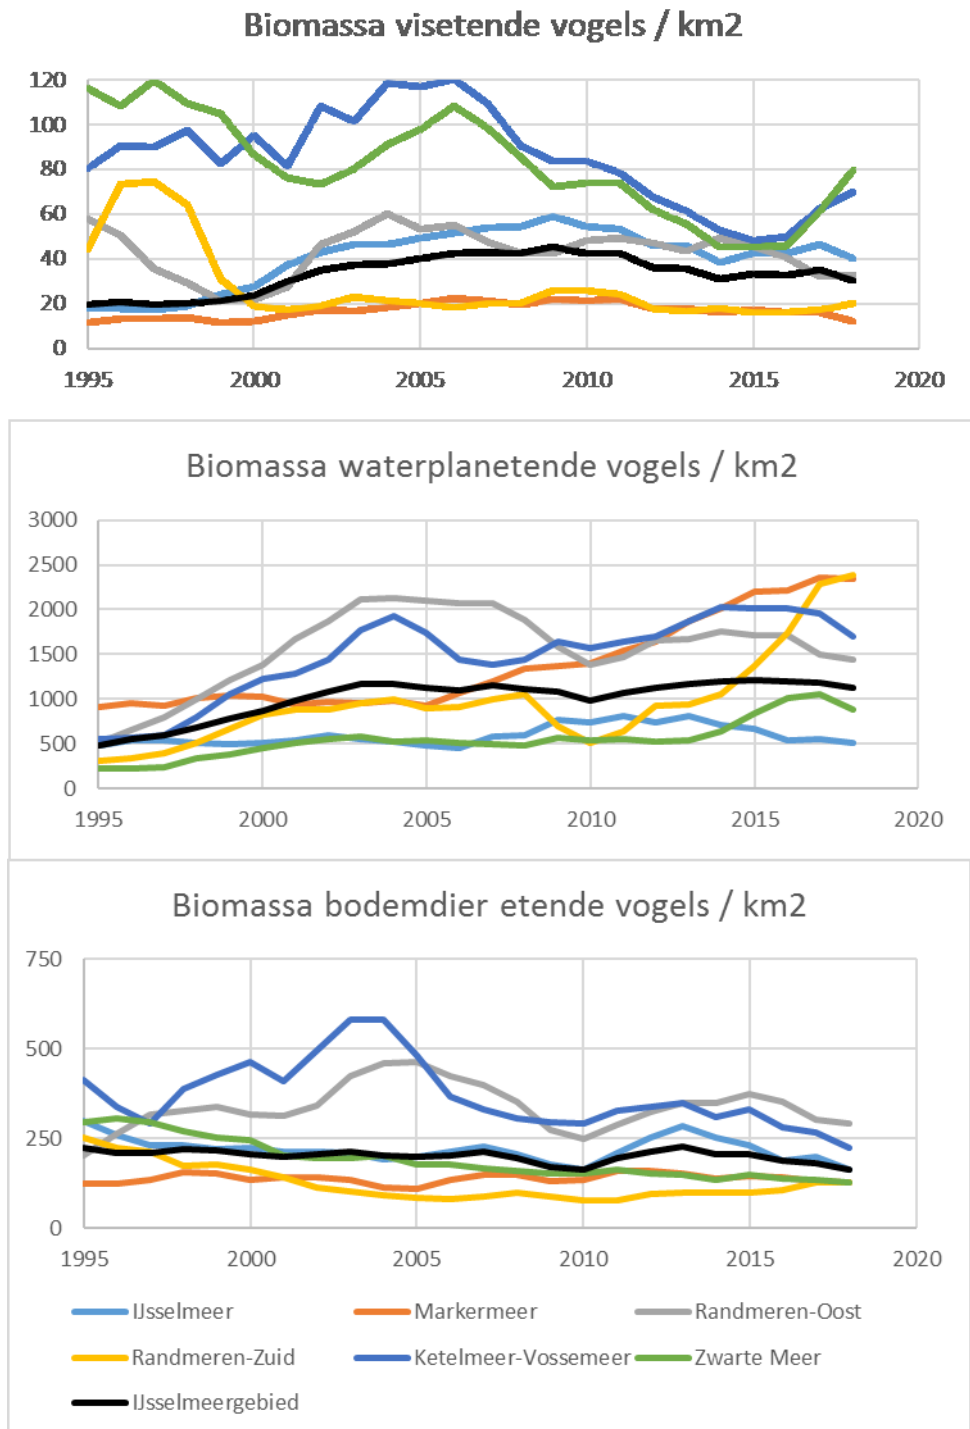 Biomassa visetende vogels / km2
120
100
80
60
40
20
0
1995 2000 2005 2010 2015 2020
Biomassa waterplanetende vogels / km2
3000
2500
2000
1500
1000
500
0
1995 2000 2005 2010 2015 2020
Biomassa bodemdier etende vogels / km2
750
500
250
0
1995 2000 2005 2010 2015 2020
IJsselmeer Markermeer Randmeren-Oost
Randmeren-Zuid Ketelmeer-Vossemeer Zwarte Meer
IJsselmeergebied